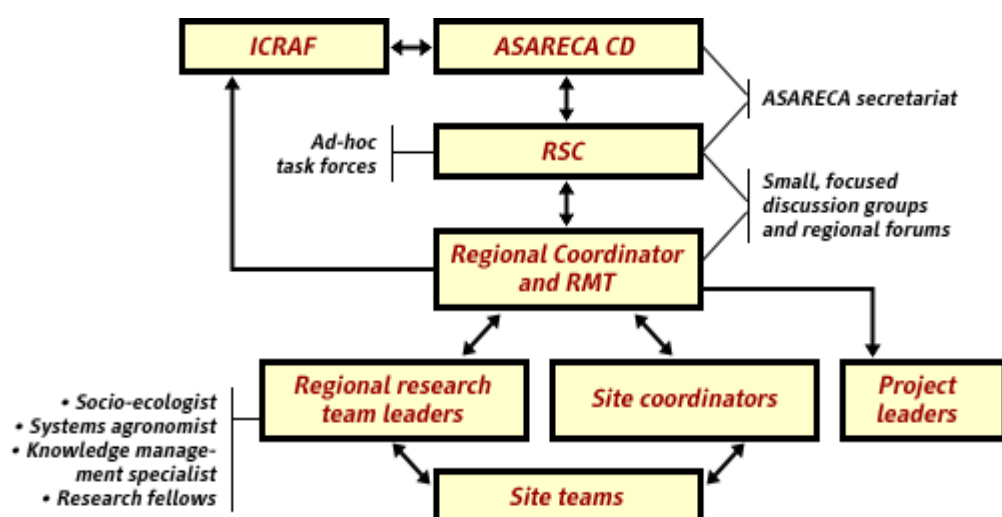 ICRAF
ASARECA CD
ASARECA secretariat
Ad-hoc
task forces
RSC
Small, focused
discussion groups
and regional forums
Regional Coordinator
and RMT
• Socio-ecologist
• Systems agronomist
• Knowledge manage-
ment specialist
• Research fellows
Regional research
team leaders
Site coordinators
Project
leaders
Site teams